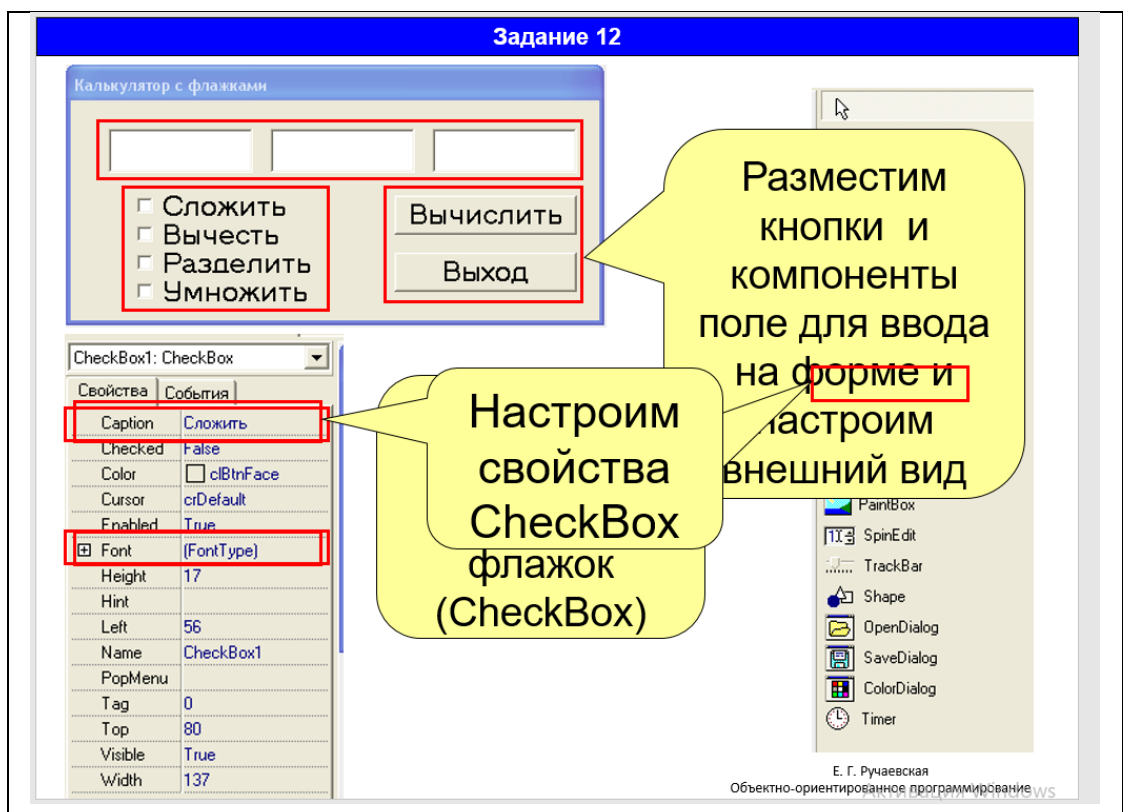 Задание 12
Калькулятор с флажками
Сложить
Вычесть
Разделить
Умножить
Вычислить
Выход
Разместим
кнопки и
компоненты
поле для ввода
на форме и
настроим
внешний вид
CheckBox1: CheckBox
Свойства События
Caption Сложить
Checked False
Color clBtnFace
Cursor crDefault
Enabled True
Font (FontType)
Height 17
Hint
Left 56
Name CheckBox1
PopMenu
Tag 0
Top 80
Visible True
Width 137
Настроим
свойства
CheckBox
флажок
(CheckBox)
PaintBox
SpinEdit
TrackBar
Shape
OpenDialog
SaveDialog
ColorDialog
Timer
Е. Г. Ручаевская
Объектно-ориентированное программирование
Активация Windows